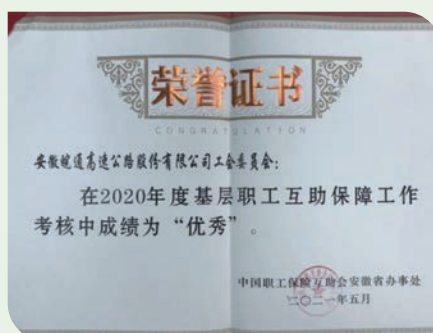 荣誉证书
CONGRATULATION
安徽皖通高速公路股份有限公司工会委员会：
在2020年度基层职工互助保障工作
考核中成绩为“优秀”。
中国职工保险互助会安徽省办事处
二〇二一年五月